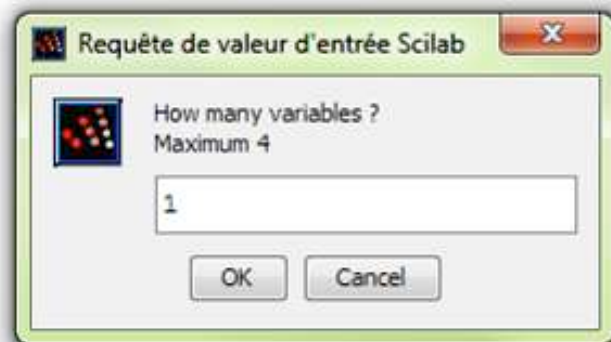 Requête de valeur d'entrée Scilab
How many variables ?
Maximum 4
1
OK Cancel